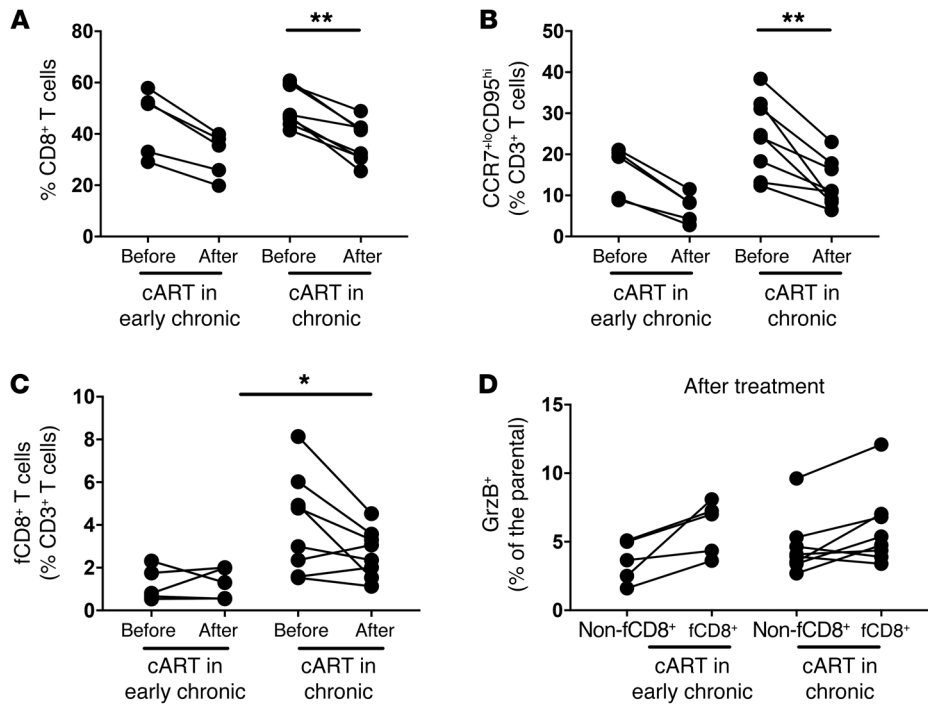 A
**
80
60
40
20
0
% CD8+ T cells
Before After Before After
cART in early chronic
cART in chronic
B
**
50
40
30
20
10
0
CCR7+loCD95hi
(% CD3+ T cells)
Before After Before After
cART in early chronic
cART in chronic
C
*
10
8
6
4
2
0
fCD8+ T cells
(% CD3+ T cells)
Before After Before After
cART in early chronic
cART in chronic
D
After treatment
15
10
5
0
GrzB+
(% of the parental)
Non-fCD8+ fCD8+ Non-fCD8+ fCD8+
cART in early chronic
cART in chronic